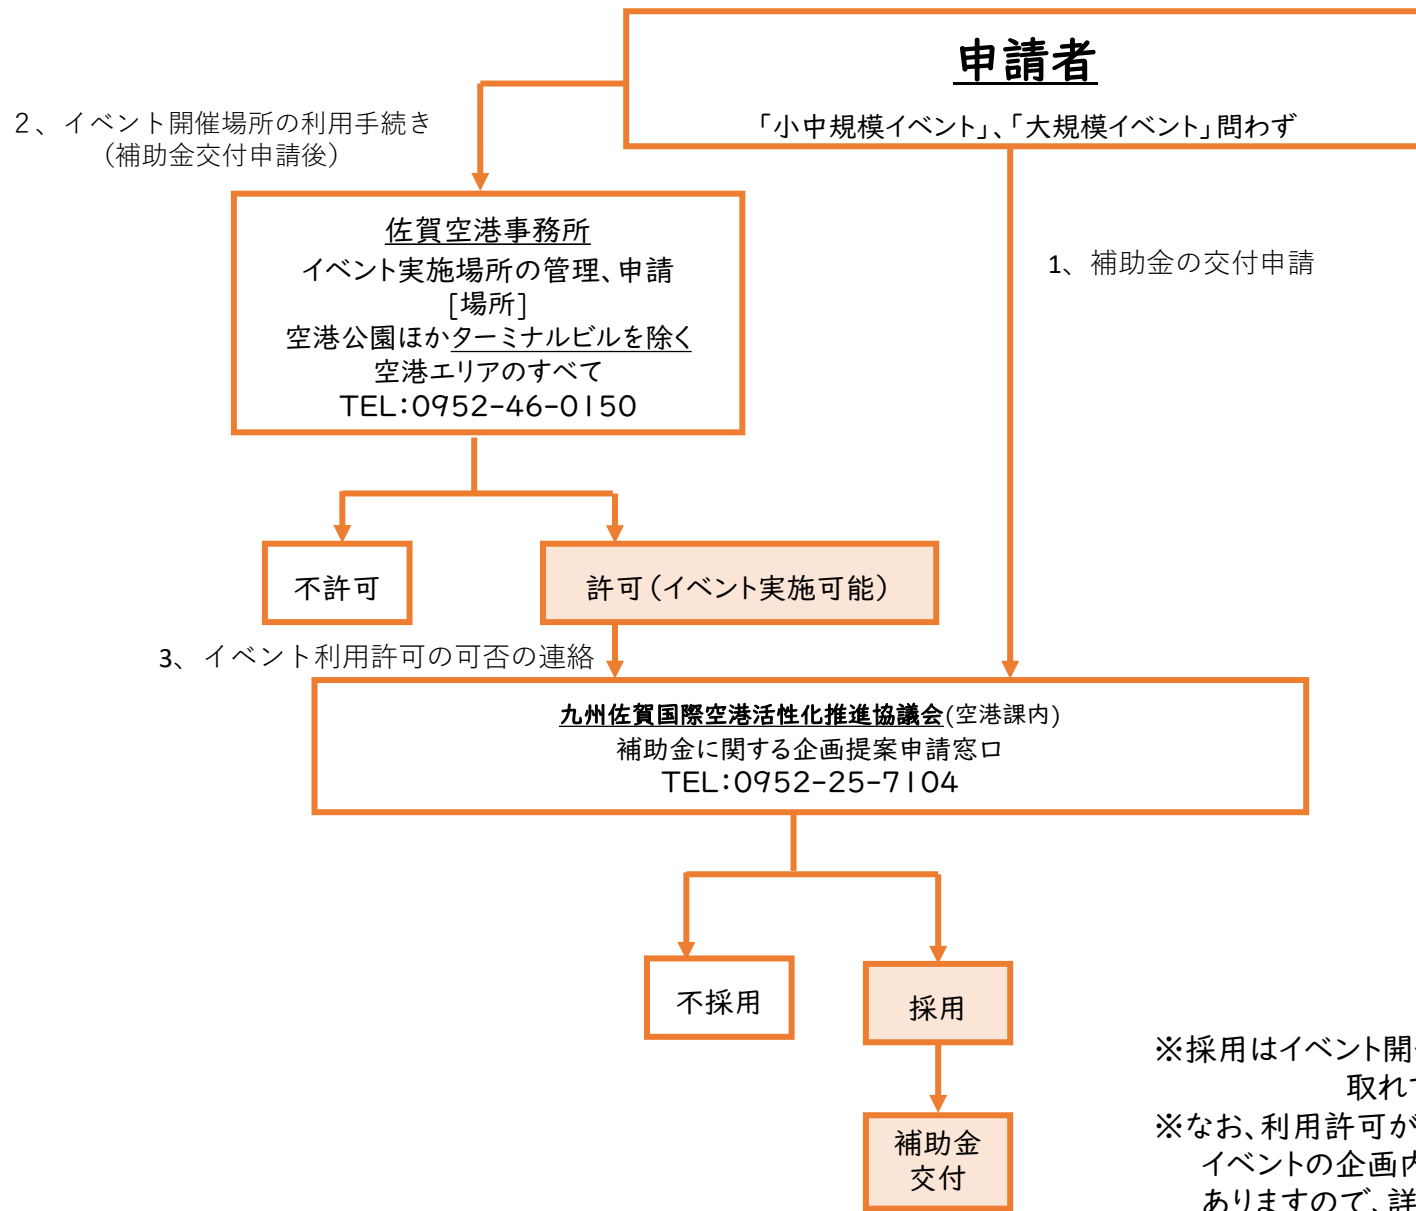 申請者
「小中規模イベント」、「大規模イベント」問わず
2、イベント開催場所の利用手続き
(補助金交付申請後)
佐賀空港事務所
イベント実施場所の管理、申請
[場所]
空港公園ほかターミナルビルを除く
空港エリアのすべて
TEL:0952-46-0150
1、補助金の交付申請
不許可
許可(イベント実施可能)
3、イベント利用許可の可否の連絡
九州佐賀国際空港活性化推進協議会(空港課内)
補助金に関する企画提案申請窓口
TEL:0952-25-7104
不採用
採用
補助金
交付
※採用はイベント開
取れ
※なお、利用許可が
イベントの企画
ありますので、詳